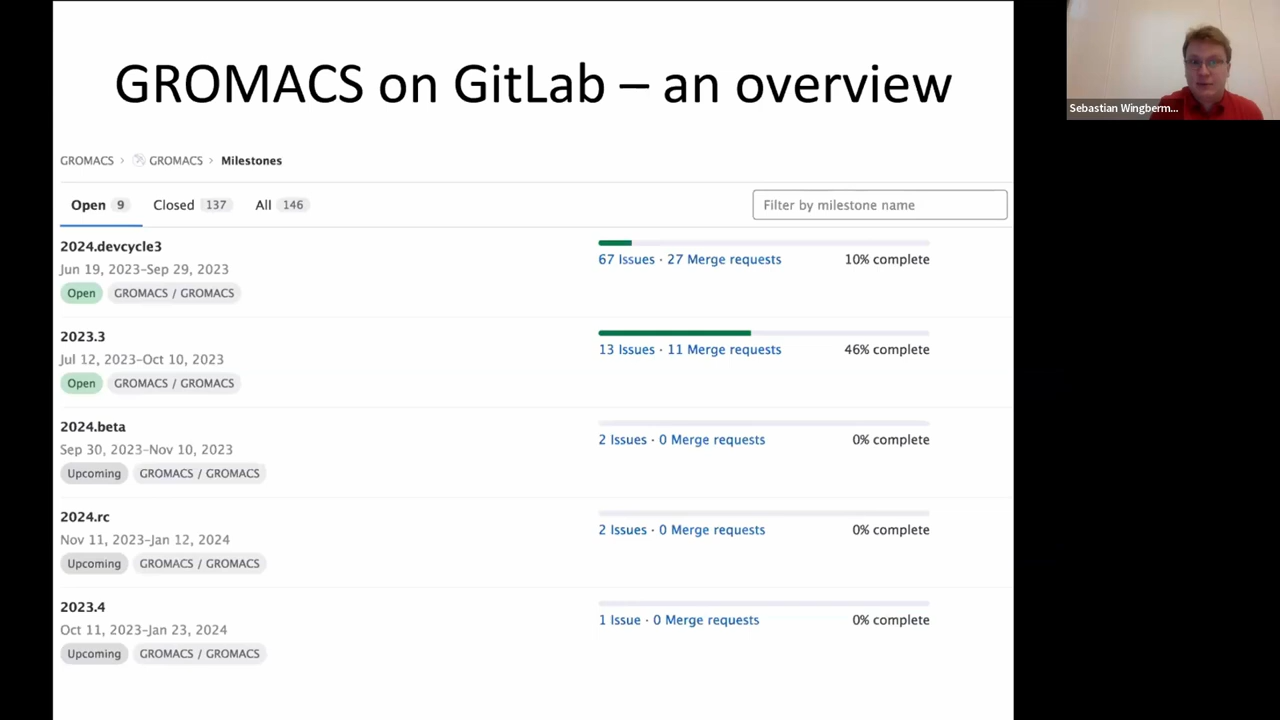 GROMACS on GitLab – an overview
Sebastian Wingberm...
GROMACS › GROMACS › Milestones
Open 9 Closed 137 All 146
Filter by milestone name
2024.devcycle3
67 Issues · 27 Merge requests 10% complete
Jun 19, 2023–Sep 29, 2023
Open GROMACS / GROMACS
2023.3
13 Issues · 11 Merge requests 46% complete
Jul 12, 2023–Oct 10, 2023
Open GROMACS / GROMACS
2024.beta
2 Issues · 0 Merge requests 0% complete
Sep 30, 2023–Nov 10, 2023
Upcoming GROMACS / GROMACS
2024.rc
2 Issues · 0 Merge requests 0% complete
Nov 11, 2023–Jan 12, 2024
Upcoming GROMACS / GROMACS
2023.4
1 Issue · 0 Merge requests 0% complete
Oct 11, 2023–Jan 23, 2024
Upcoming GROMACS / GROMACS